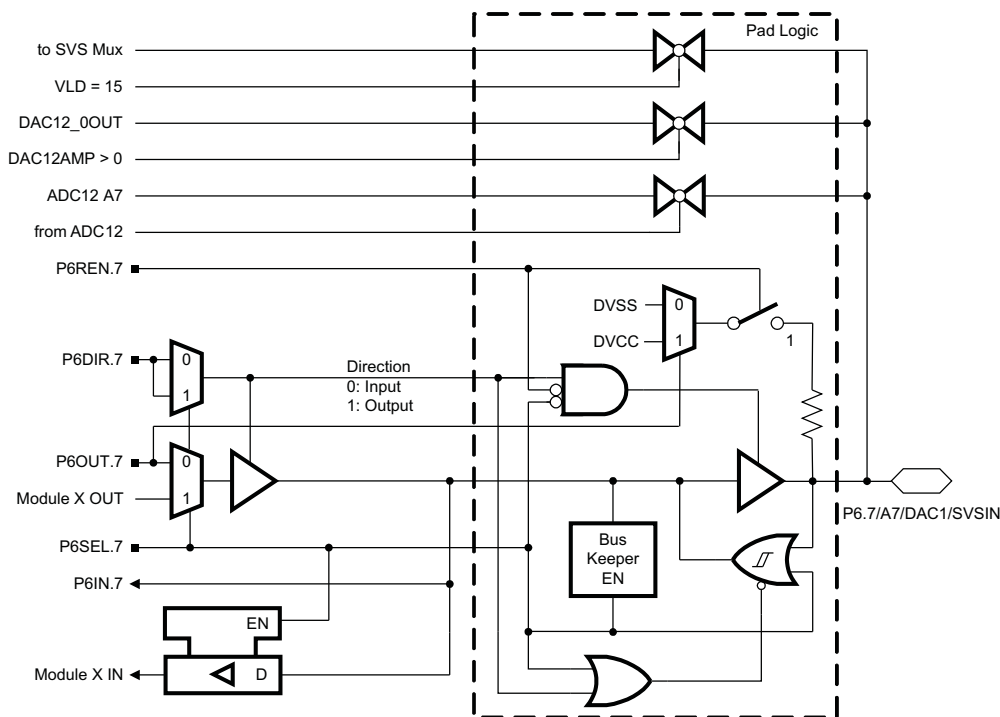 Pad Logic
to SVS Mux
VLD = 15
DAC12_0OUT
DAC12AMP > 0
ADC12 A7
from ADC12
P6REN.7
DVSS
0
DVCC
1
1
P6DIR.7
0
1
Direction
0: Input
1: Output
P6OUT.7
0
Module X OUT
1
P6.7/A7/DAC1/SVSIN
P6SEL.7
Bus
Keeper
EN
P6IN.7
EN
Module X IN
D